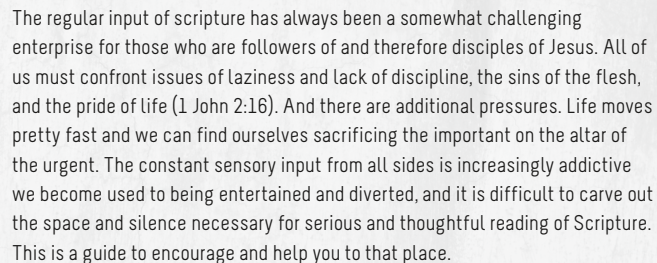 The regular input of scripture has always been a somewhat challenging
enterprise for those who are followers of and therefore disciples of Jesus. All of
us must confront issues of laziness and lack of discipline, the sins of the flesh,
and the pride of life (1 John 2:16). And there are additional pressures. Life moves
pretty fast and we can find ourselves sacrificing the important on the altar of
the urgent. The constant sensory input from all sides is increasingly addictive
we become used to being entertained and diverted, and it is difficult to carve out
the space and silence necessary for serious and thoughtful reading of Scripture.
This is a guide to encourage and help you to that place.